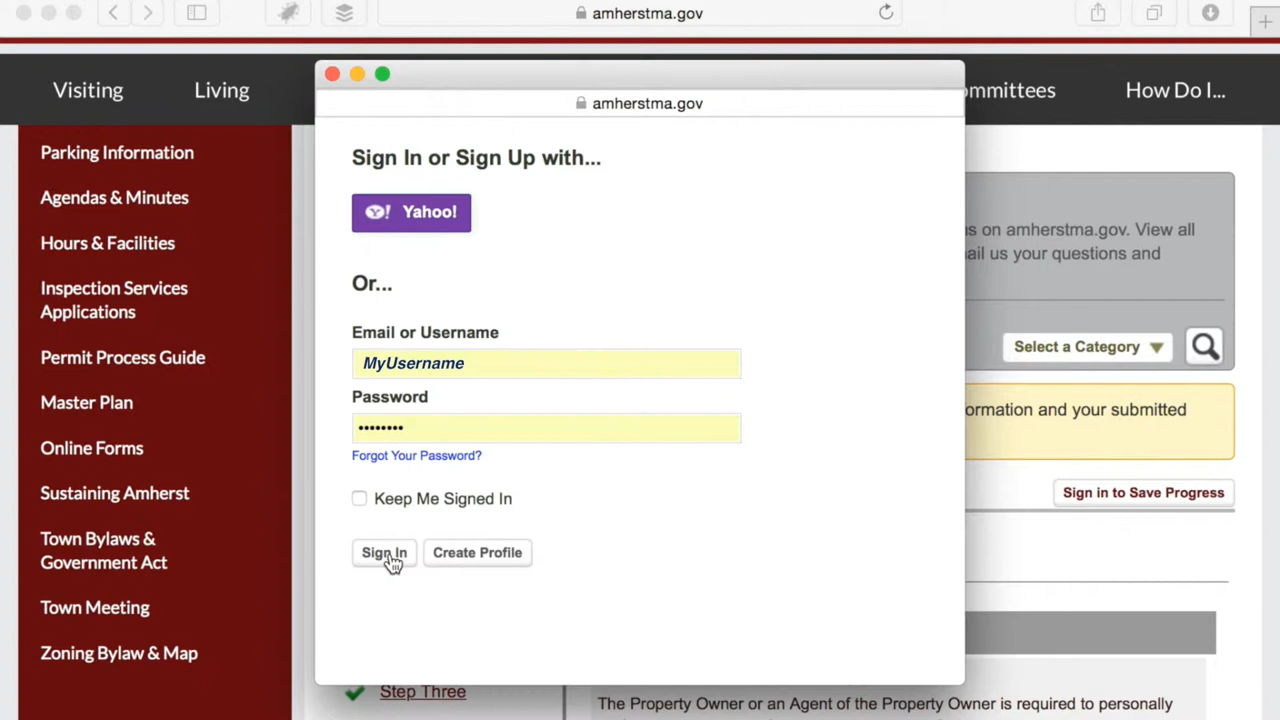 amherstma.gov
Visiting
Living
ommittees
How Do I...
Parking Information
Agendas & Minutes
Hours & Facilities
Inspection Services
Applications
Permit Process Guide
Master Plan
Online Forms
Sustaining Amherst
Town Bylaws &
Government Act
Town Meeting
Zoning Bylaw & Map
amherstma.gov
Sign In or Sign Up with...
Y! Yahoo!
Or...
Email or Username
MyUsername
Password
••••••••
Forgot Your Password?
Keep Me Signed In
Sign In
Create Profile
ns on amherstma.gov. View all
ail us your questions and
Select a Category
ormation and your submitted
Sign in to Save Progress
Step Three
The Property Owner or an Agent of the Property Owner is required to personally